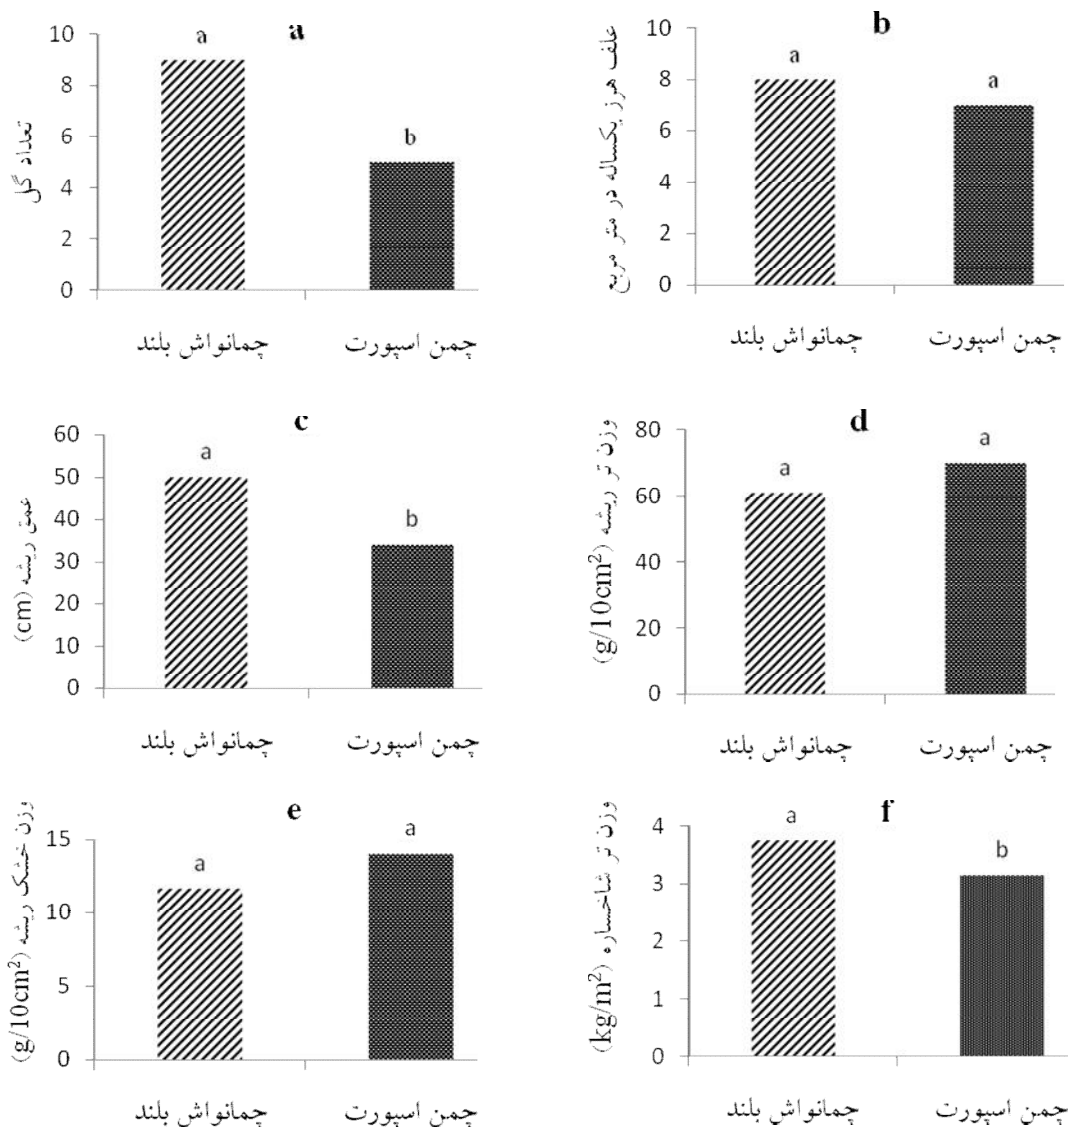 a
تعداد گل
10
8
6
4
2
0
a
b
چمانواش بلند
چمن اسپورت
b
علف هرز یکساله در متر مربع
10
8
6
4
2
0
a
a
چمانواش بلند
چمن اسپورت
c
عمق ریشه (cm)
60
50
40
30
20
10
0
a
b
چمانواش بلند
چمن اسپورت
d
وزن تر ریشه (g/10cm²)
80
60
40
20
0
a
a
چمانواش بلند
چمن اسپورت
e
وزن خشک ریشه (g/10cm²)
15
10
5
0
a
a
چمانواش بلند
چمن اسپورت
f
وزن تر شاخساره (kg/m²)
4
3
2
1
0
a
b
چمانواش بلند
چمن اسپورت